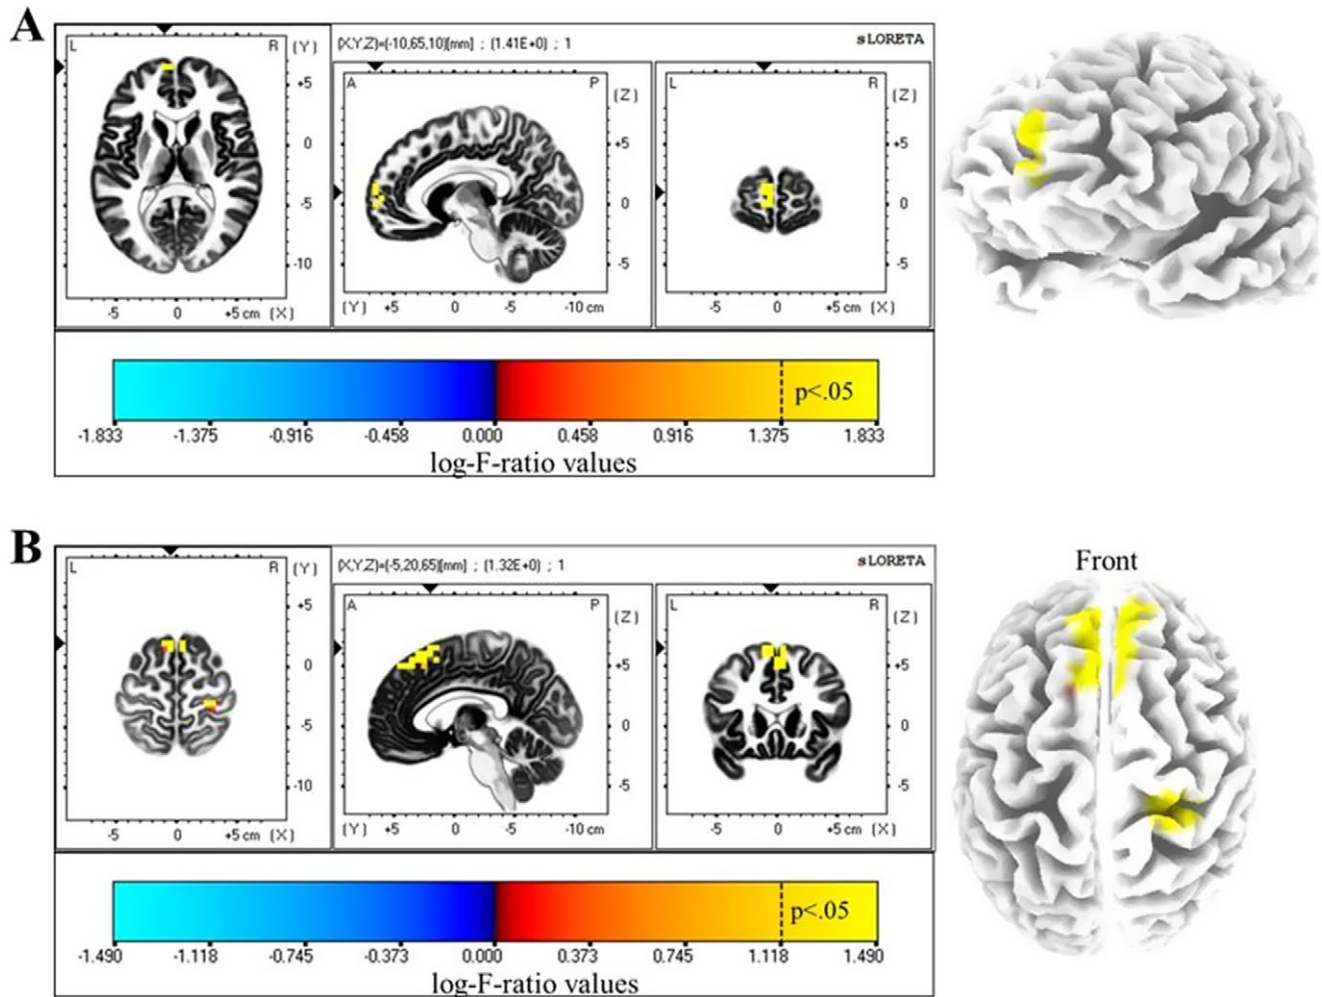 A
(X,Y,Z)=(-10,65,10)[mm] ; (1.41E+0) ; 1
sLORETA
L R (Y)
+5
0
-5
-10
-5 0 +5 cm (X)
A P (Z)
+5
0
-5
(Y) +5 0 -5 -10 cm
L R (Z)
+5
0
-5
-5 0 +5 cm (X)
p<.05
-1.833 -1.375 -0.916 -0.458 0.000 0.458 0.916 1.375 1.833
log-F-ratio values
B
(X,Y,Z)=(-5,20,65)[mm] ; (1.32E+0) ; 1
sLORETA
L R (Y)
+5
0
-5
-10
-5 0 +5 cm (X)
A P (Z)
+5
0
-5
(Y) +5 0 -5 -10 cm
L R (Z)
+5
0
-5
-5 0 +5 cm (X)
Front
p<.05
-1.490 -1.118 -0.745 -0.373 0.000 0.373 0.745 1.118 1.490
log-F-ratio values